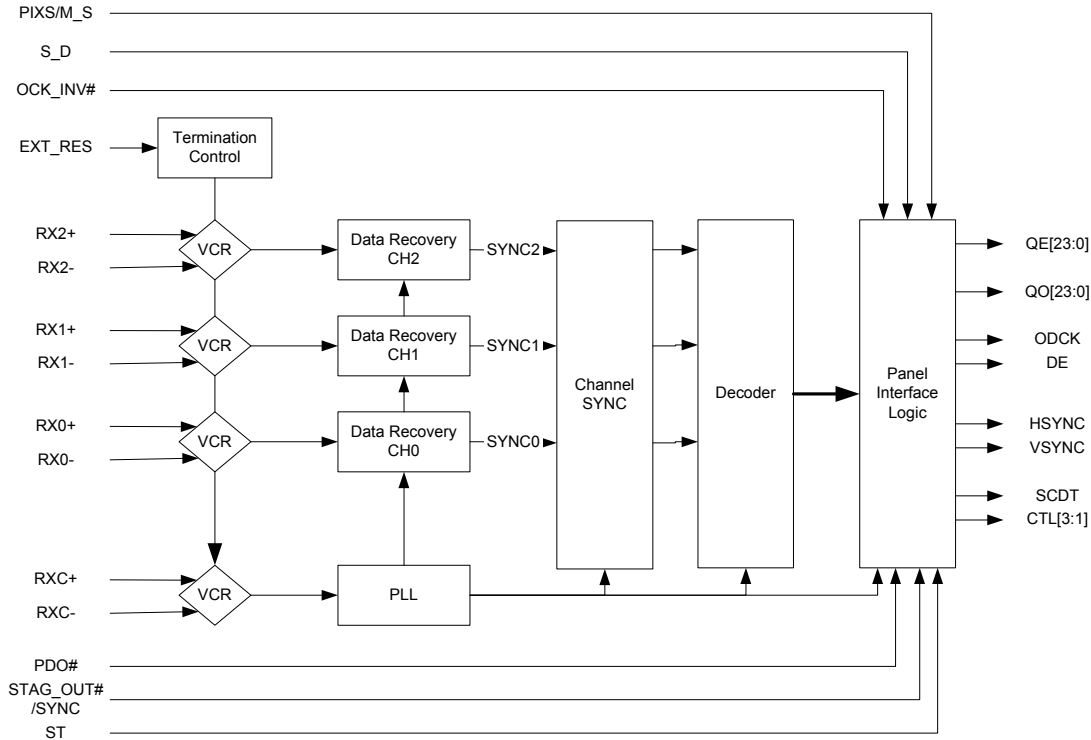 PIXS/M_S
S_D
OCK_INV#
EXT_RES
Termination
Control
RX2+
RX2-
VCR
Data Recovery
CH2
SYNC2
RX1+
RX1-
VCR
Data Recovery
CH1
SYNC1
RX0+
RX0-
VCR
Data Recovery
CH0
SYNC0
RXC+
RXC-
VCR
PLL
Channel
SYNC
Decoder
Panel
Interface
Logic
QE[23:0]
QO[23:0]
ODCK
DE
HSYNC
VSYNC
SCDT
CTL[3:1]
PDO#
STAG_OUT#
/SYNC
ST